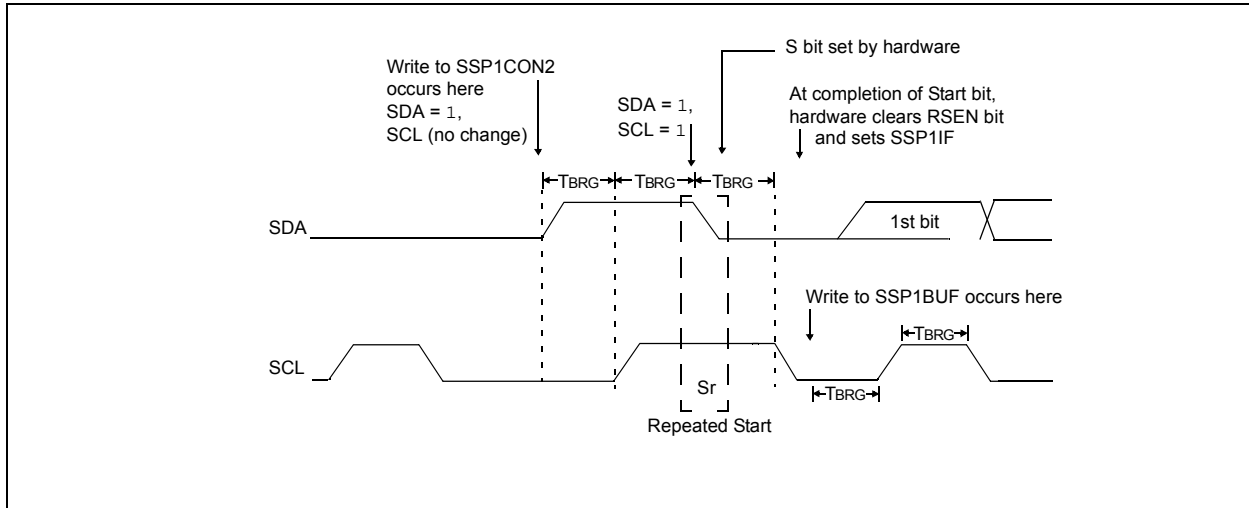 S bit set by hardware
Write to SSP1CON2
occurs here
SDA = 1,
SCL (no change)
SDA = 1,
SCL = 1
At completion of Start bit,
hardware clears RSEN bit
and sets SSP1IF
TBRG TBRG TBRG
SDA
1st bit
Write to SSP1BUF occurs here
TBRG
SCL
Sr
TBRG
Repeated Start